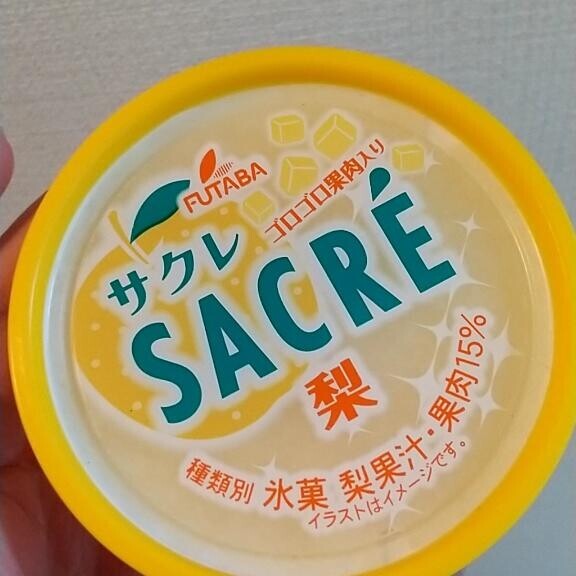 FUTABA
ゴロゴロ果肉入り
サクレ
SACRÉ
梨
種類別 氷菓 梨果汁・果肉15%
イラストはイメージです。